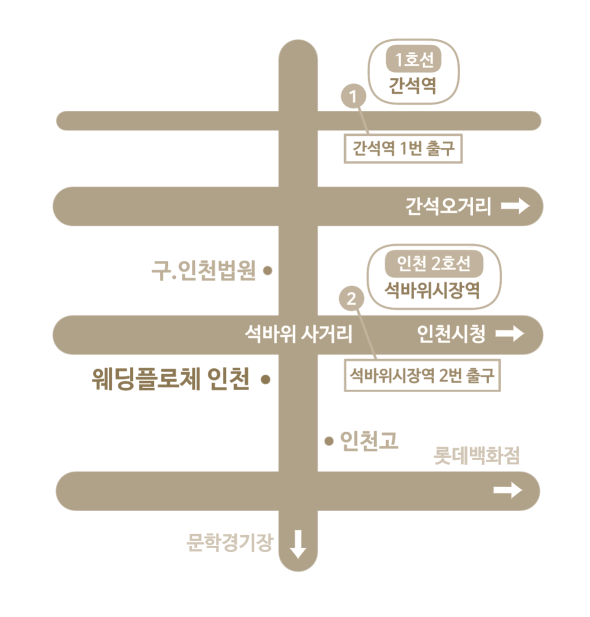 1호선
간석역
1
간석역 1번 출구
간석오거리
구.인천법원
인천 2호선
석바위시장역
2
석바위 사거리
인천시청
웨딩플로체 인천
석바위시장역 2번 출구
인천고
롯데백화점
문학경기장